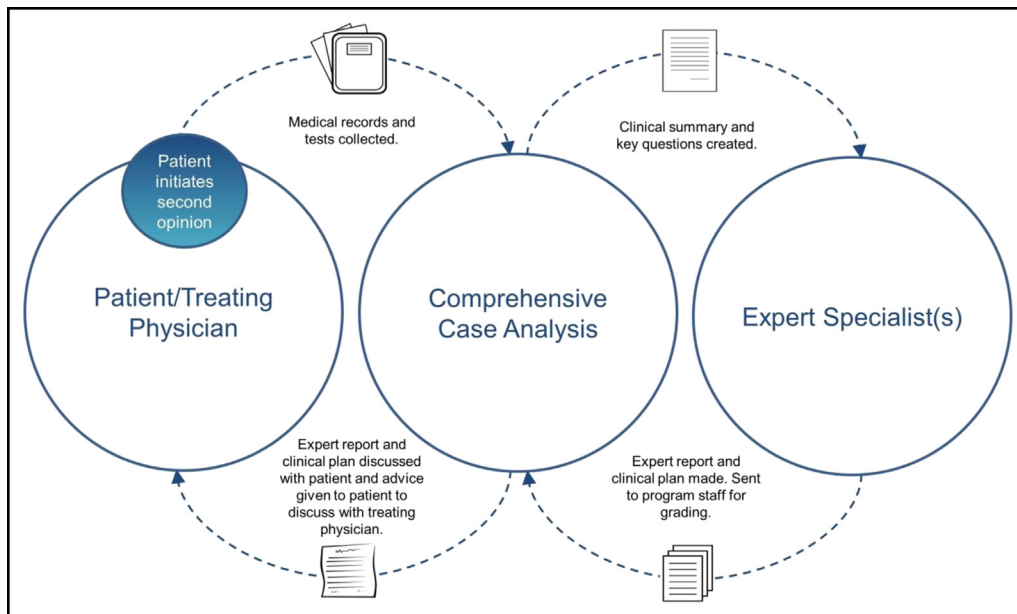 Medical records and
tests collected.
Clinical summary and
key questions created.
Patient
initiates
second
opinion
Patient/Treating
Physician
Comprehensive
Case Analysis
Expert Specialist(s)
Expert report and
clinical plan discussed
with patient and advice
given to patient to
discuss with treating
physician.
Expert report and
clinical plan made. Sent
to program staff for
grading.